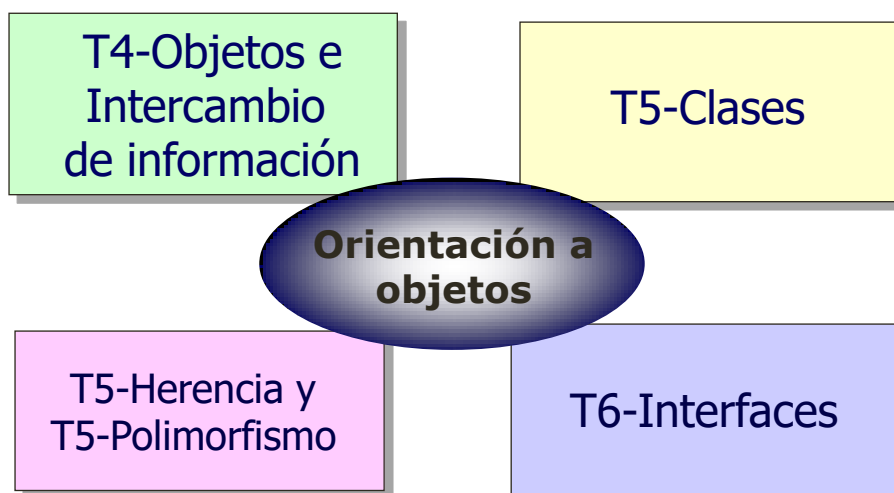 T4-Objetos e
Intercambio
de información
T5-Clases
Orientación a
objetos
T5-Herencia y
T5-Polimorfismo
T6-Interfaces